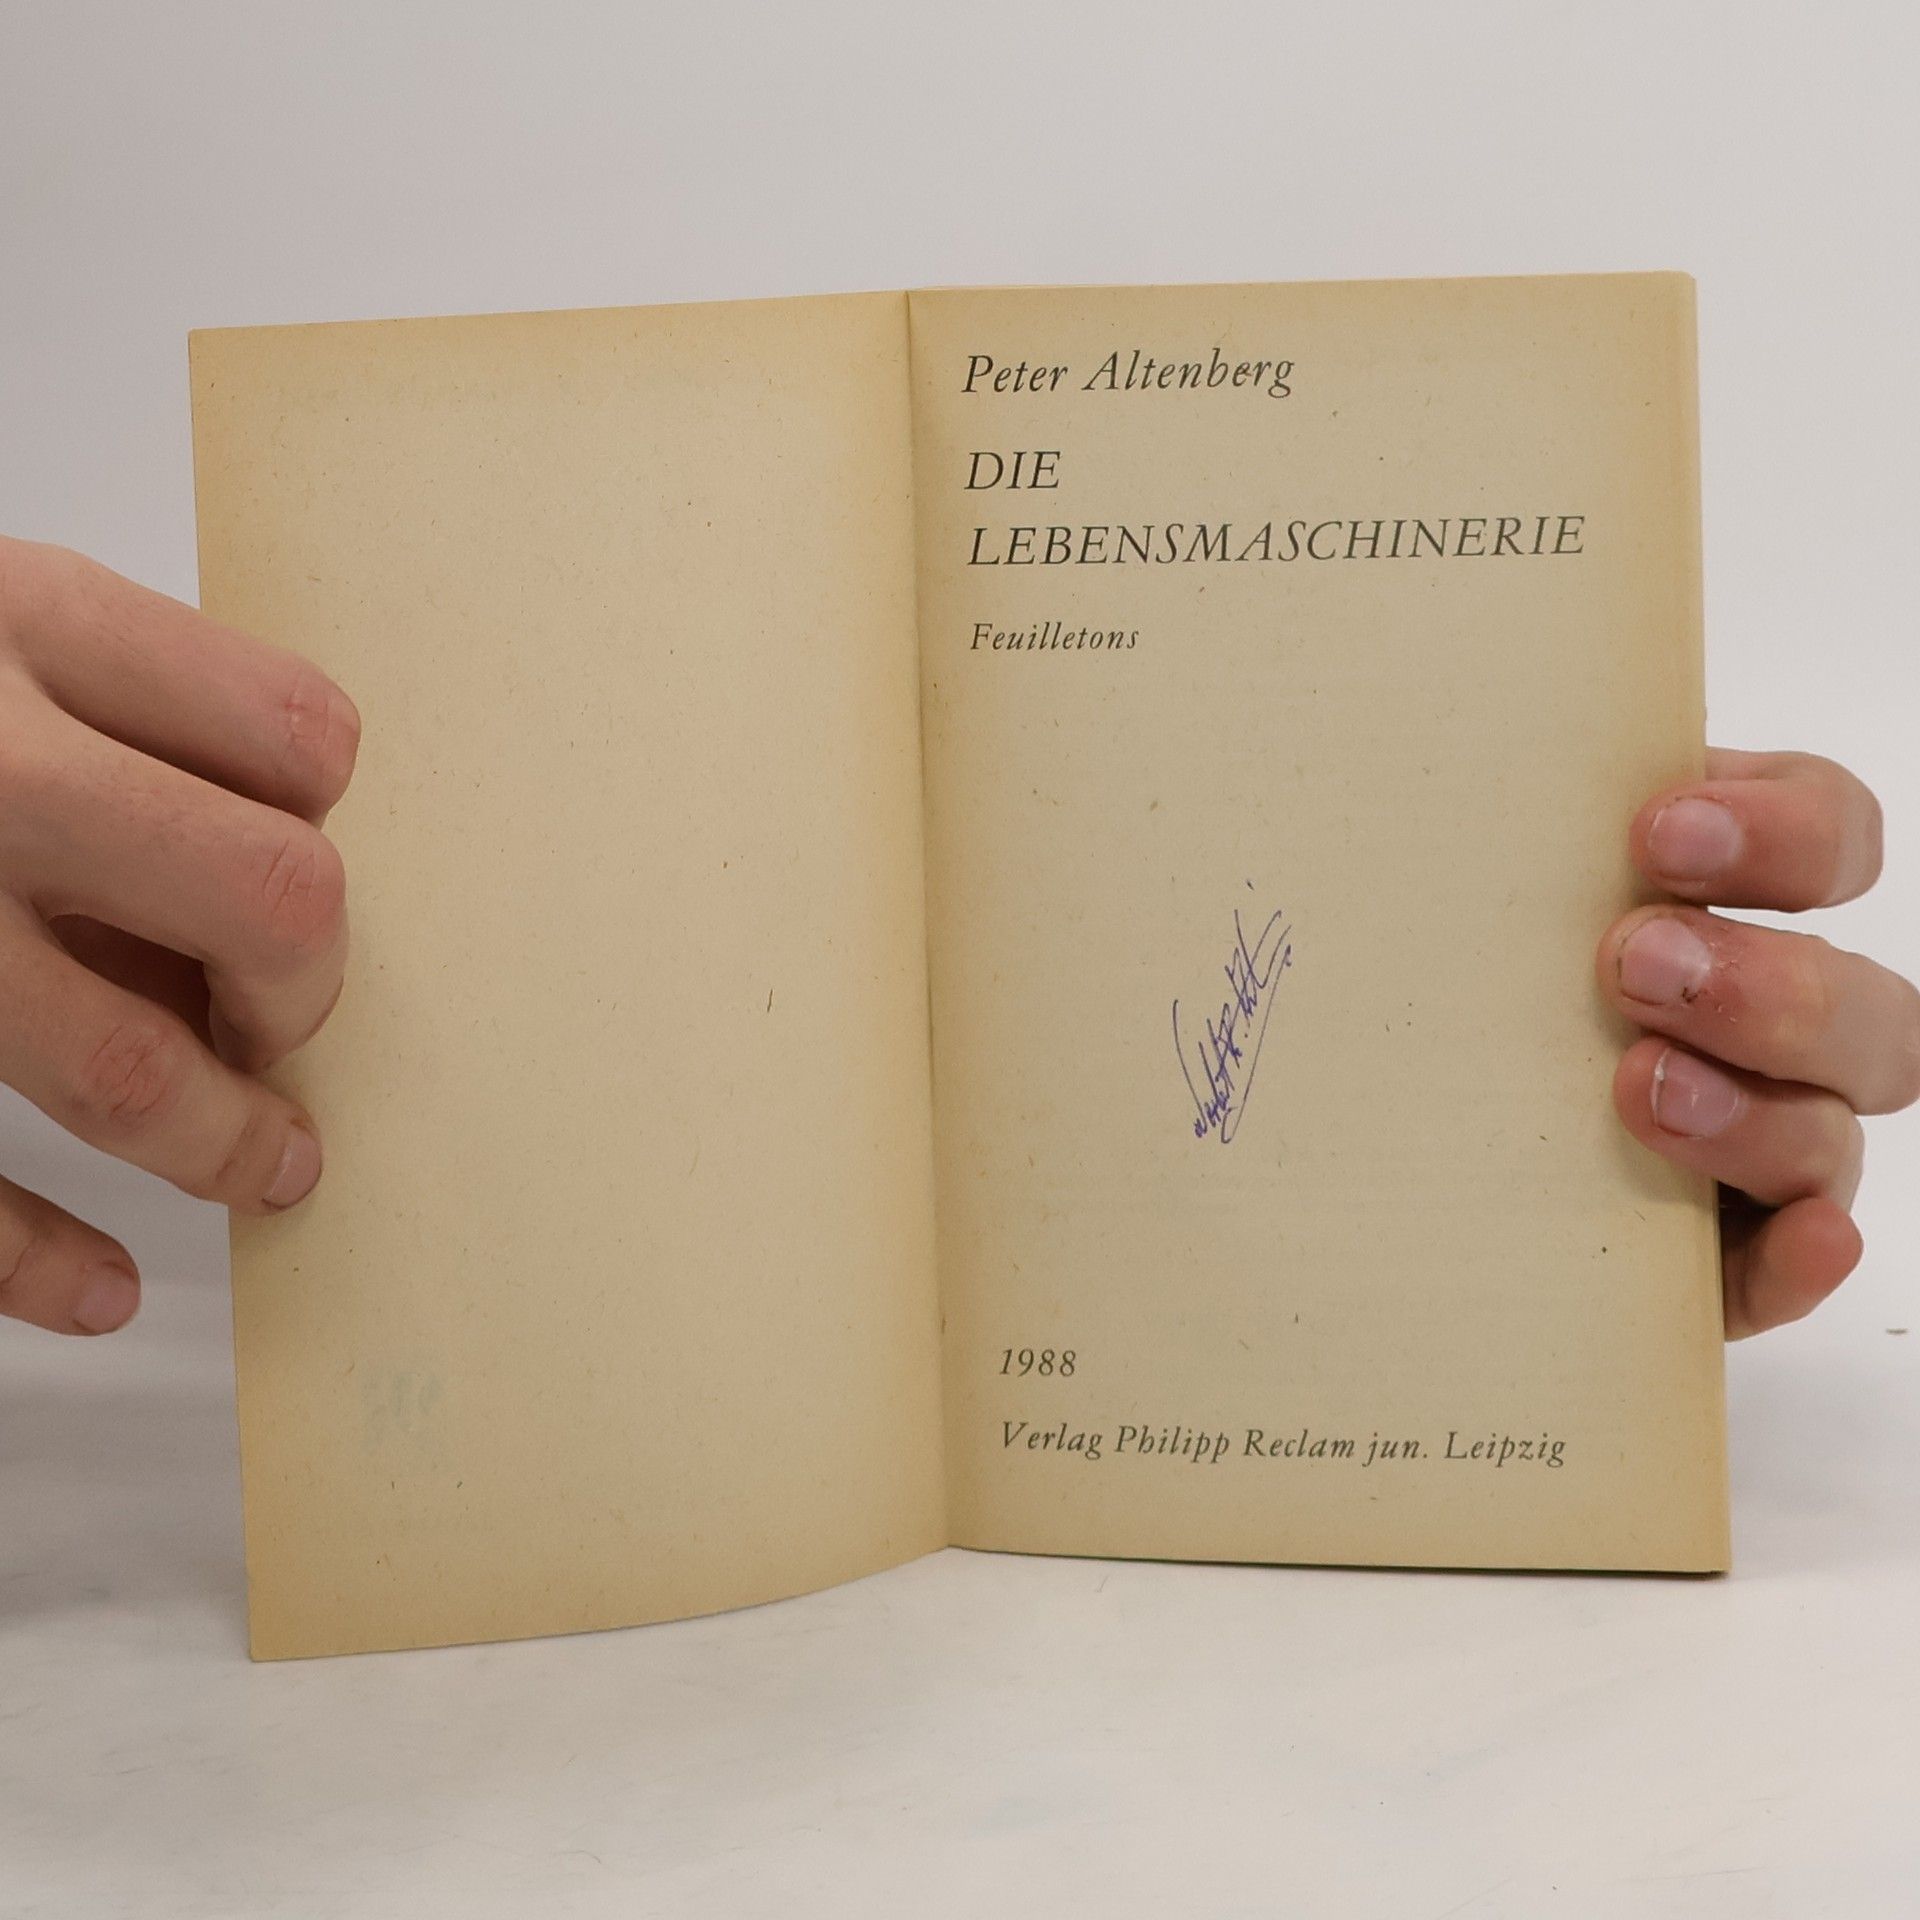 Peter Altenberg
DIE
LEBENSMASCHINERIE
Feuilletons
1988
Verlag Philipp Reclam jun. Leipzig